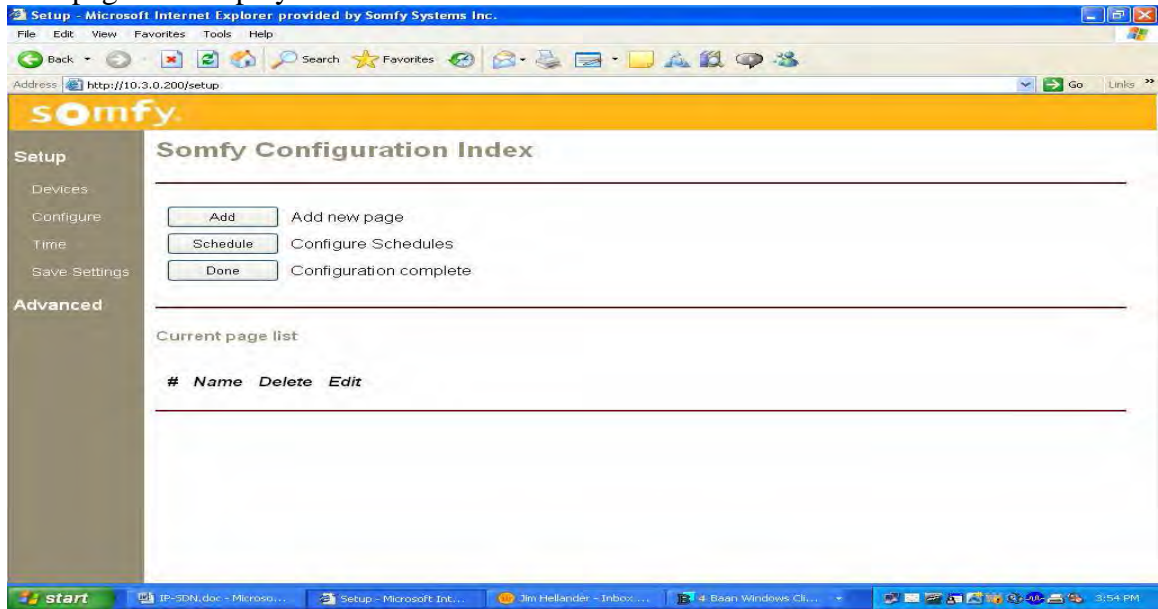 Setup - Microsoft Internet Explorer provided by Somfy Systems Inc.
File Edit View Favorites Tools Help
Back Search Favorites
Address http://10.3.0.200/setup Go Links »
somfy.
Setup
Devices
Configure
Time
Save Settings
Advanced
Somfy Configuration Index
Add Add new page
Schedule Configure Schedules
Done Configuration complete
Current page list
# Name Delete Edit
start IP-SDN.doc - Microso... Setup - Microsoft Int... Jim Hellander - Inbox ... 4 Baan Windows Cli... 3:54 PM